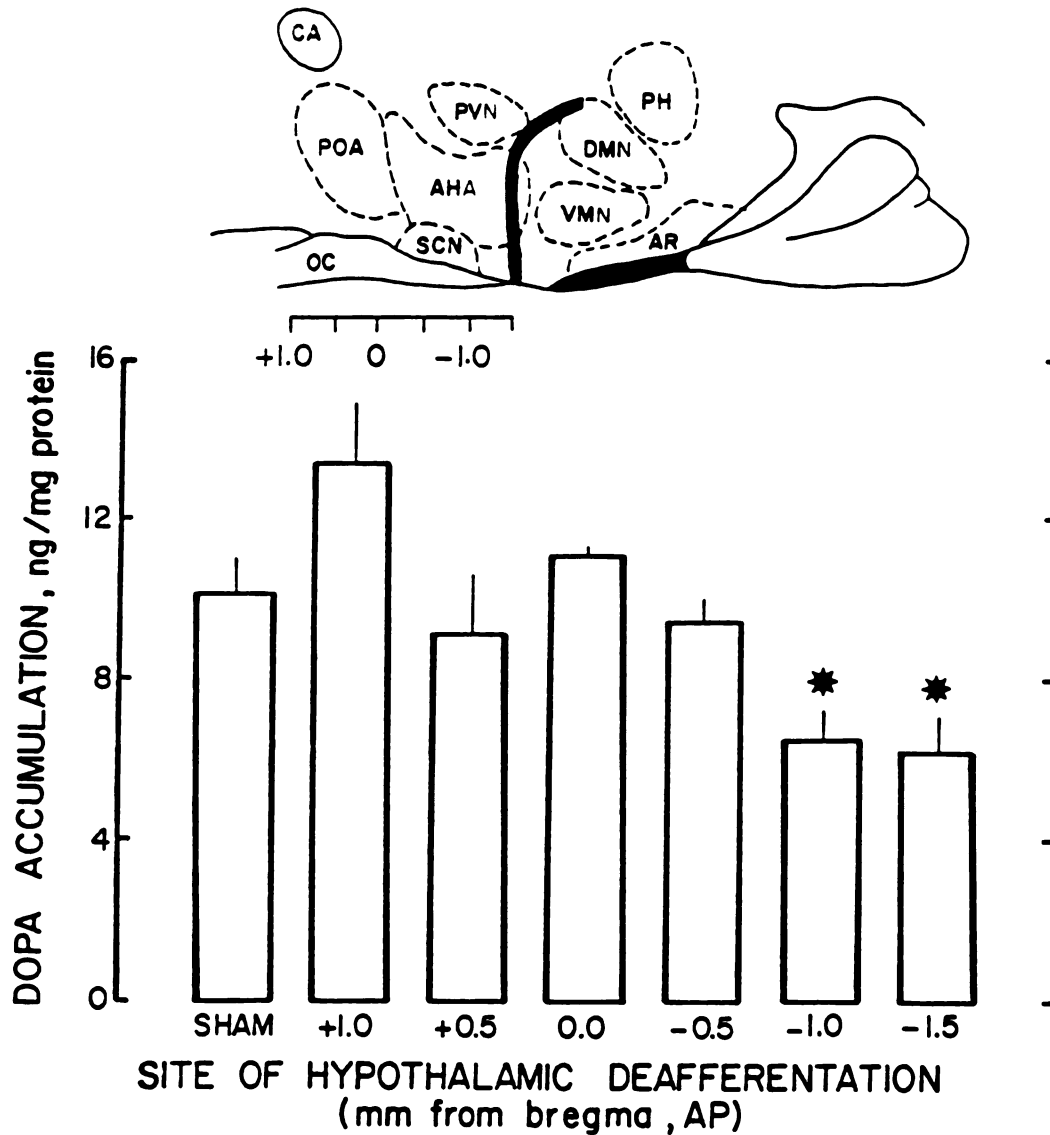 CA
PVN
PH
POA
DMN
AHA
VMN
SCN
AR
OC
+1.0 0 -1.0
DOPA ACCUMULATION, ng/mg protein
16
12
8
4
0
SHAM +1.0 +0.5 0.0 -0.5 -1.0 -1.5
SITE OF HYPOTHALAMIC DEAFFERENTATION
(mm from bregma, AP)